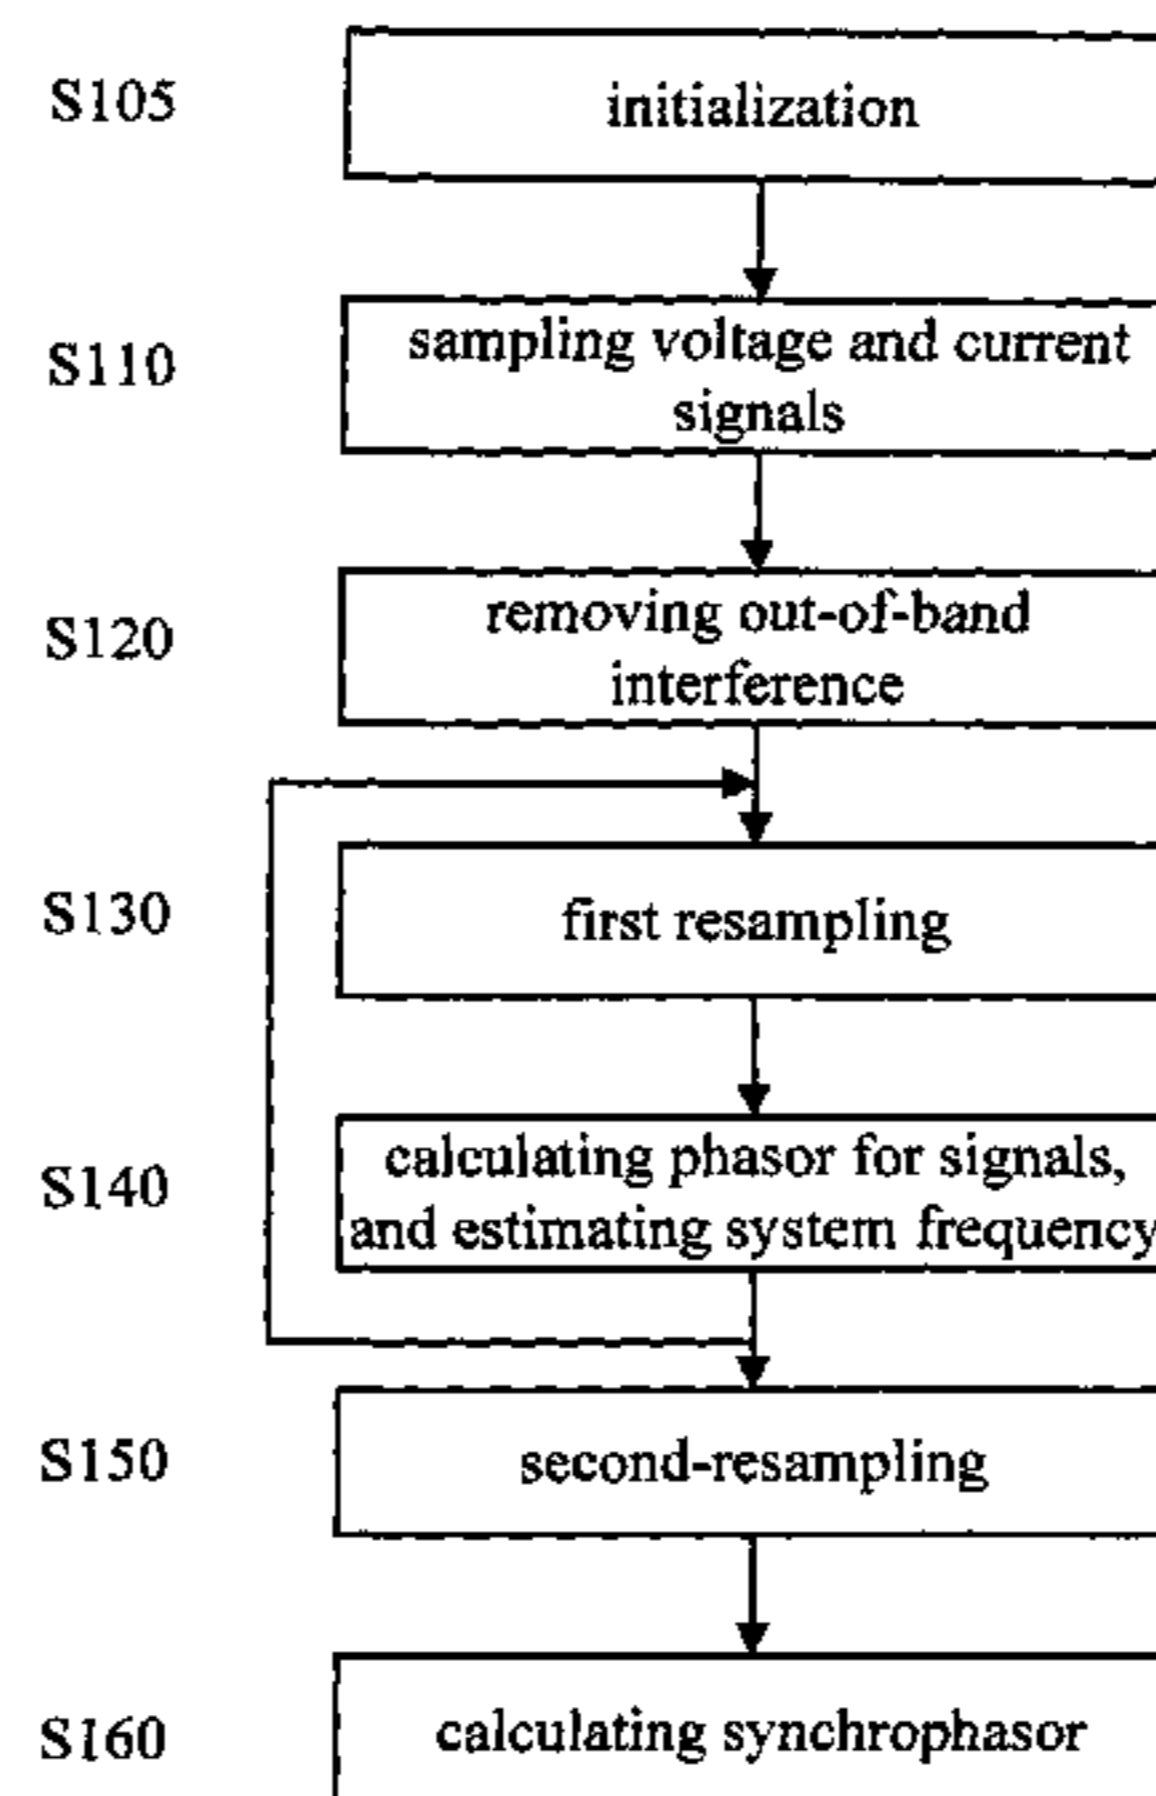 S105
initialization
S110
sampling voltage and current
signals
S120
removing out-of-band
interference
S130
first resampling
S140
calculating phasor for signals,
and estimating system frequency
S150
second-resampling
S160
calculating synchrophasor